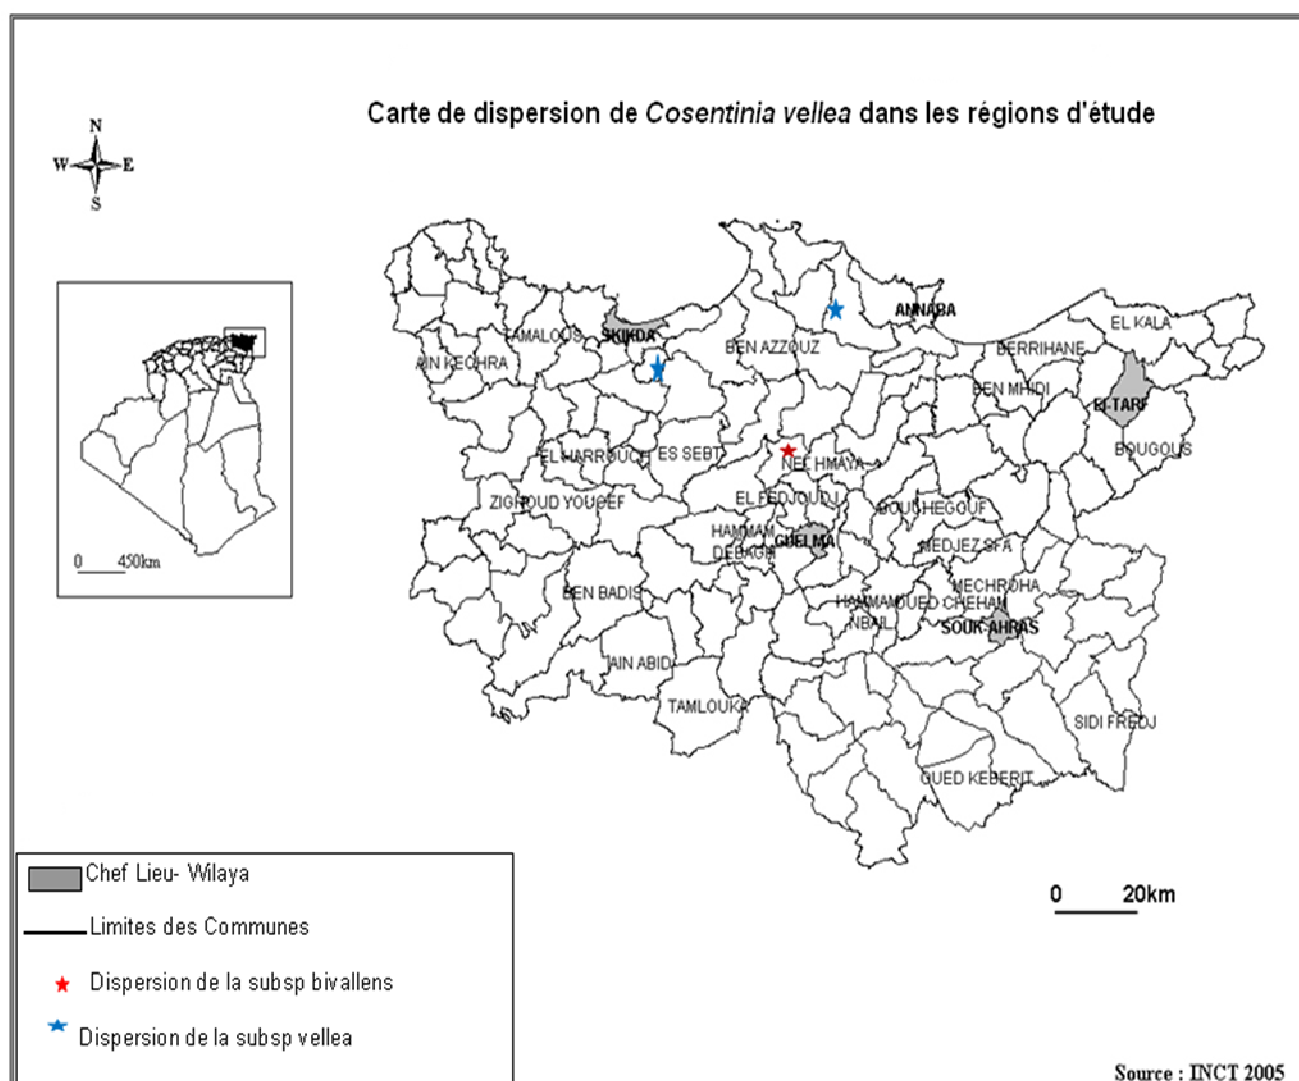 Carte de dispersion de Cosentinia vellea dans les régions d'étude
N
W E
S
ANNABA
EL KALA
TAMALOUS
SKIKDA
BEN AZZOUZ
BERRIHANE
AIN KECHRA
BEN MHIDI
El-TARF
EL HARROUCH
ES SEBT
NECHMAYA
BOUGOUS
ZIGHOUD YOUCEF
EL FEDJOUDJ
BOUCHEGOUF
HAMMAM
DEBAGH
GUELMA
MEDJEZ SFA
0 450km
BEN BADIS
MECHROHA
HAMMAM
NBAIL
OUED CHEHAM
SOUK-AHRAS
AIN ABID
TAMLOUKA
SIDI FREDJ
OUED KEBERIT
0 20km
Chef Lieu- Wilaya
Limites des Communes
Dispersion de la subsp bivallens
Dispersion de la subsp vellea
Source : INCT 2005